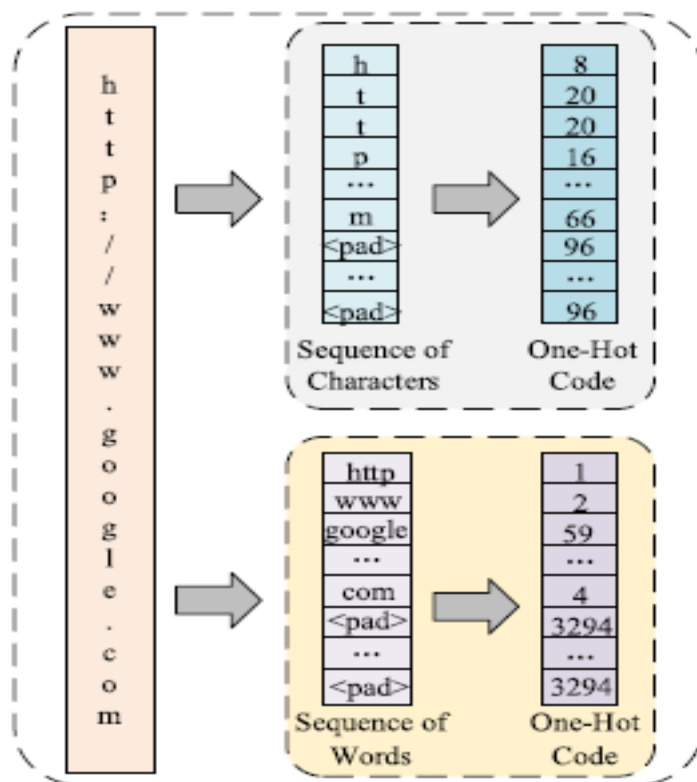 h
t
t
p
:
/
/
w
w
w
.
g
o
o
g
l
e
.
c
o
m
h
t
t
p
...
m
<pad>
...
<pad>
Sequence of
Characters
8
20
20
16
...
66
96
...
96
One-Hot
Code
http
www
google
...
com
<pad>
...
<pad>
Sequence of
Words
1
2
59
...
4
3294
...
3294
One-Hot
Code